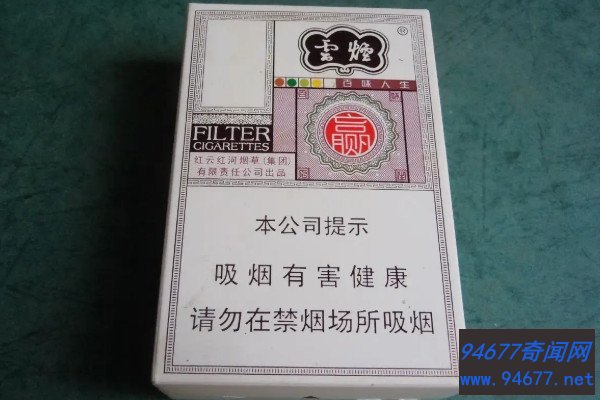 雲煙
®
百味人生
赢
FILTER
CIGARETTES
红云红河烟草(集团)
有限责任公司出品
本公司提示
吸烟有害健康
请勿在禁烟场所吸烟
94677奇闻网
www.94677.net